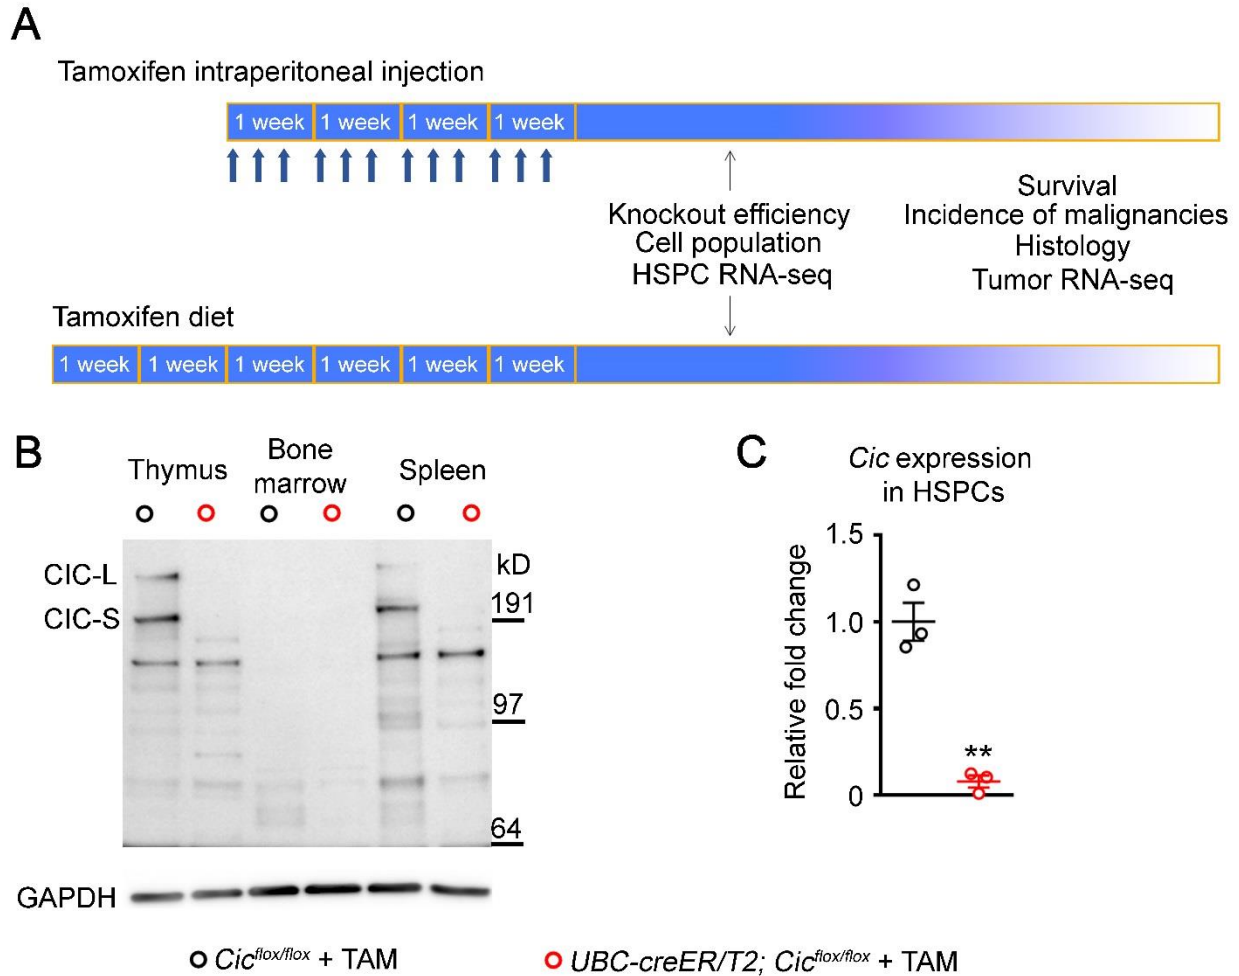 A
Tamoxifen intraperitoneal injection
1 week 1 week 1 week 1 week
Knockout efficiency
Cell population
HSPC RNA-seq
Survival
Incidence of malignancies
Histology
Tumor RNA-seq
Tamoxifen diet
1 week 1 week 1 week 1 week 1 week 1 week
B
Thymus
Bone
marrow
Spleen
CIC-L
CIC-S
kD
191
97
64
GAPDH
C
Cic expression
in HSPCs
Relative fold change
1.5
1.0
0.5
0
**
Cic^flox/flox + TAM
UBC-creER/T2; Cic^flox/flox + TAM